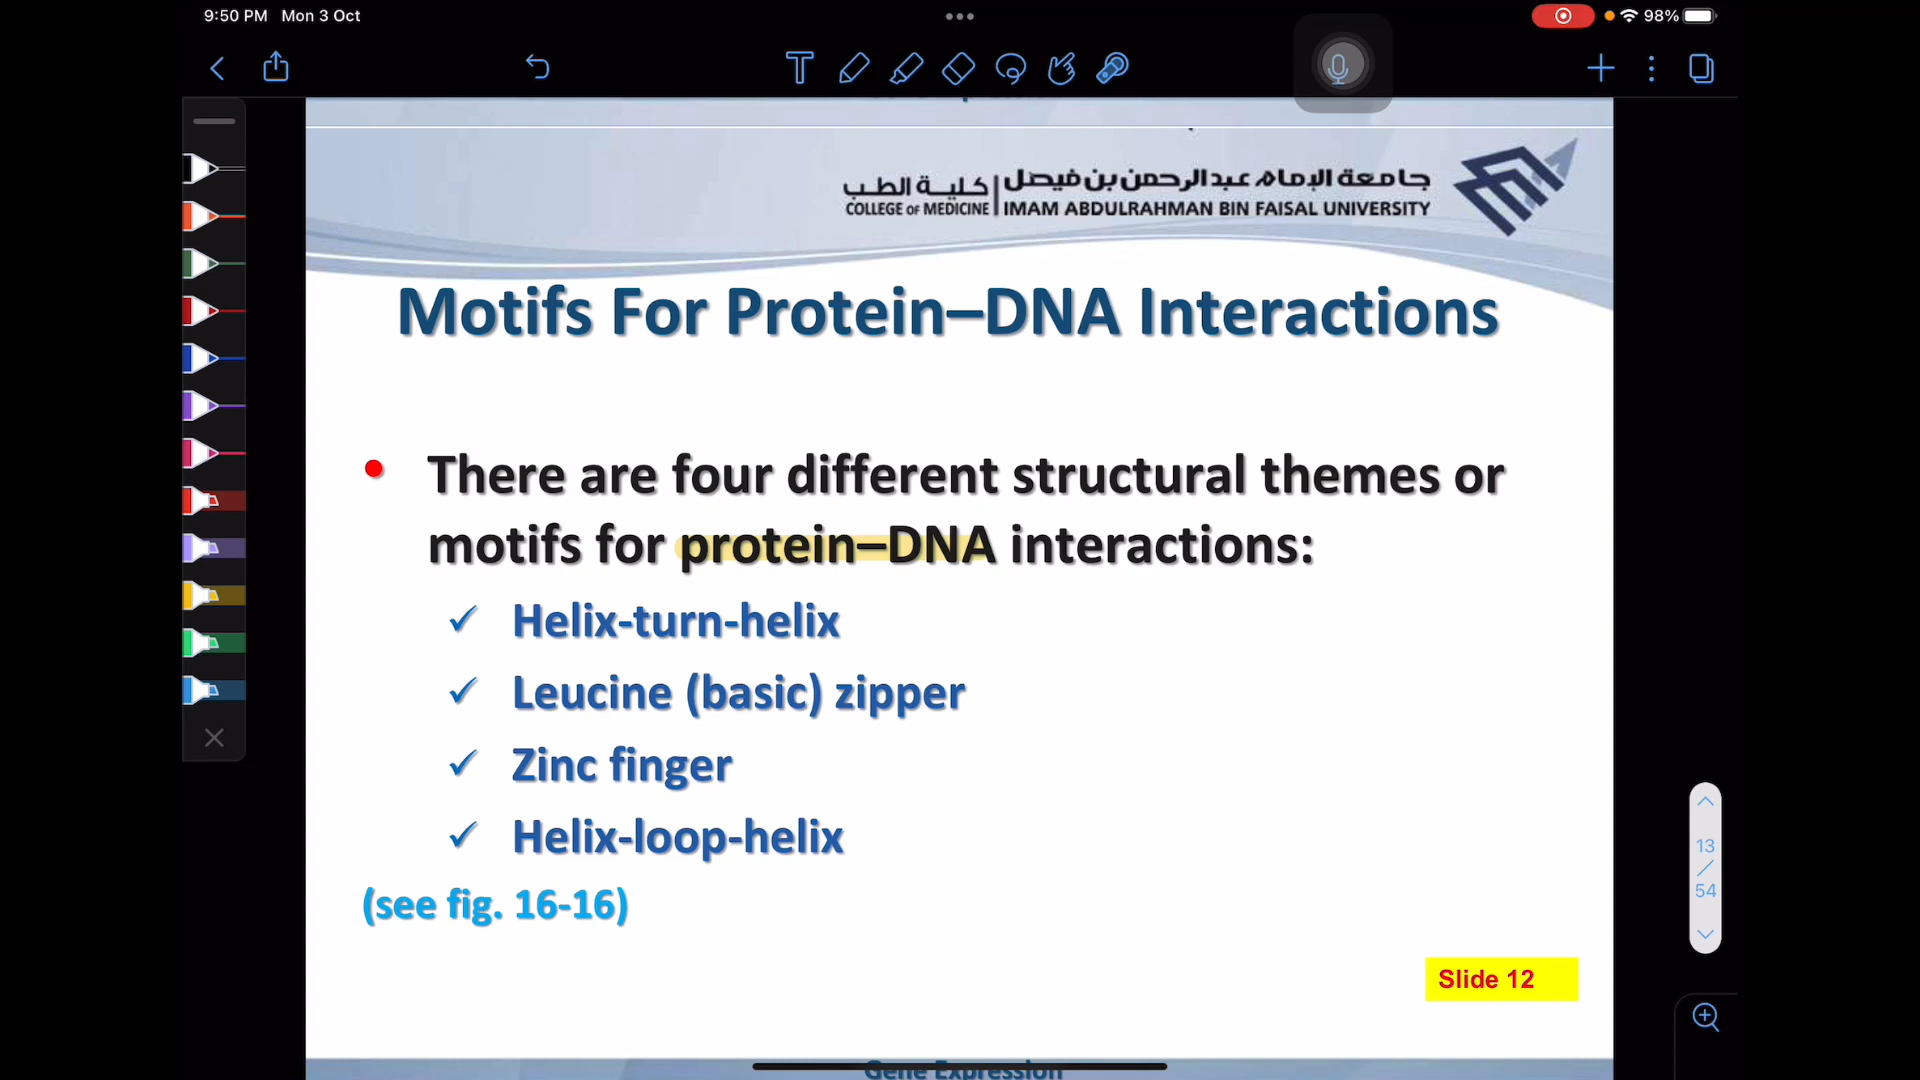 9:50 PM Mon 3 Oct
98%
جامعة الإمام عبدالرحمن بن فيصل | كلية الطب
COLLEGE OF MEDICINE | IMAM ABDULRAHMAN BIN FAISAL UNIVERSITY
Motifs For Protein–DNA Interactions
• There are four different structural themes or
motifs for protein–DNA interactions:
✓ Helix-turn-helix
✓ Leucine (basic) zipper
✓ Zinc finger
✓ Helix-loop-helix
(see fig. 16-16)
13
/
54
Slide 12
Gene Expression